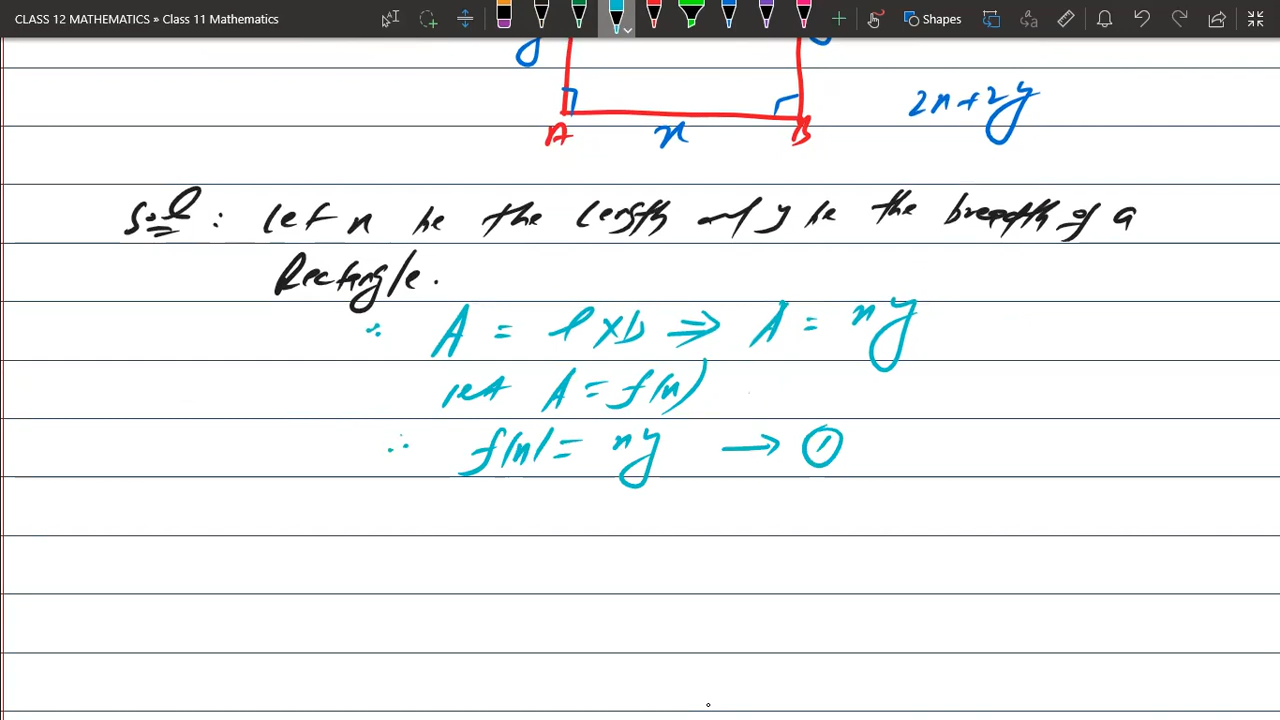 CLASS 12 MATHEMATICS » Class 11 Mathematics
Shapes
y
A x B
2x+2y
Sol : let x be the length and y be the breadth of a
Rectangle.
∴ A = l×b ⇒ A = xy
let A = f(x)
∴ f(x) = xy → ①